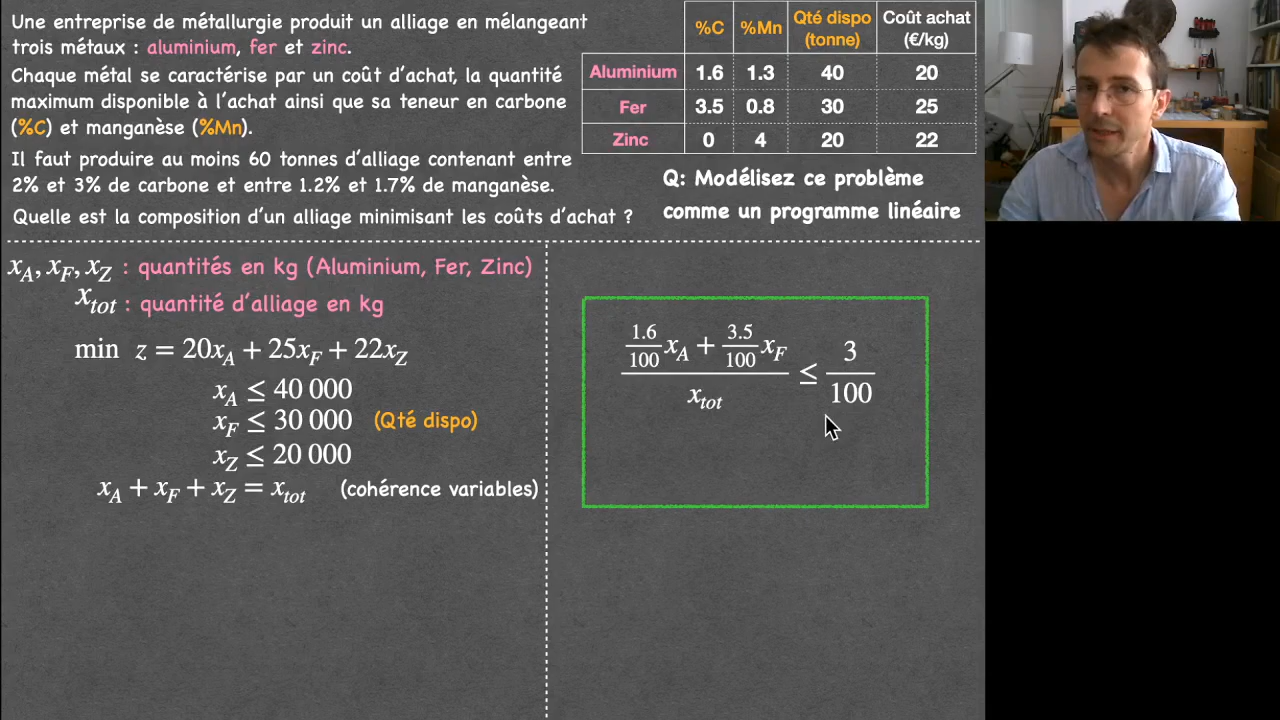 Une entreprise de métallurgie produit un alliage en mélangeant
trois métaux : aluminium, fer et zinc.
Chaque métal se caractérise par un coût d'achat, la quantité
maximum disponible à l'achat ainsi que sa teneur en carbone
(%C) et manganèse (%Mn).
Il faut produire au moins 60 tonnes d'alliage contenant entre
2% et 3% de carbone et entre 1.2% et 1.7% de manganèse.
Quelle est la composition d'un alliage minimisant les coûts d'achat ?
%C %Mn Qté dispo (tonne) Coût achat (€/kg)
Aluminium 1.6 1.3 40 20
Fer 3.5 0.8 30 25
Zinc 0 4 20 22
Q: Modélisez ce problème
comme un programme linéaire
x_A, x_F, x_Z : quantités en kg (Aluminium, Fer, Zinc)
x_tot : quantité d'alliage en kg
min z = 20x_A + 25x_F + 22x_Z
x_A ≤ 40 000
x_F ≤ 30 000 (Qté dispo)
x_Z ≤ 20 000
x_A + x_F + x_Z = x_tot (cohérence variables)
(1.6/100 x_A + 3.5/100 x_F) / x_tot ≤ 3/100